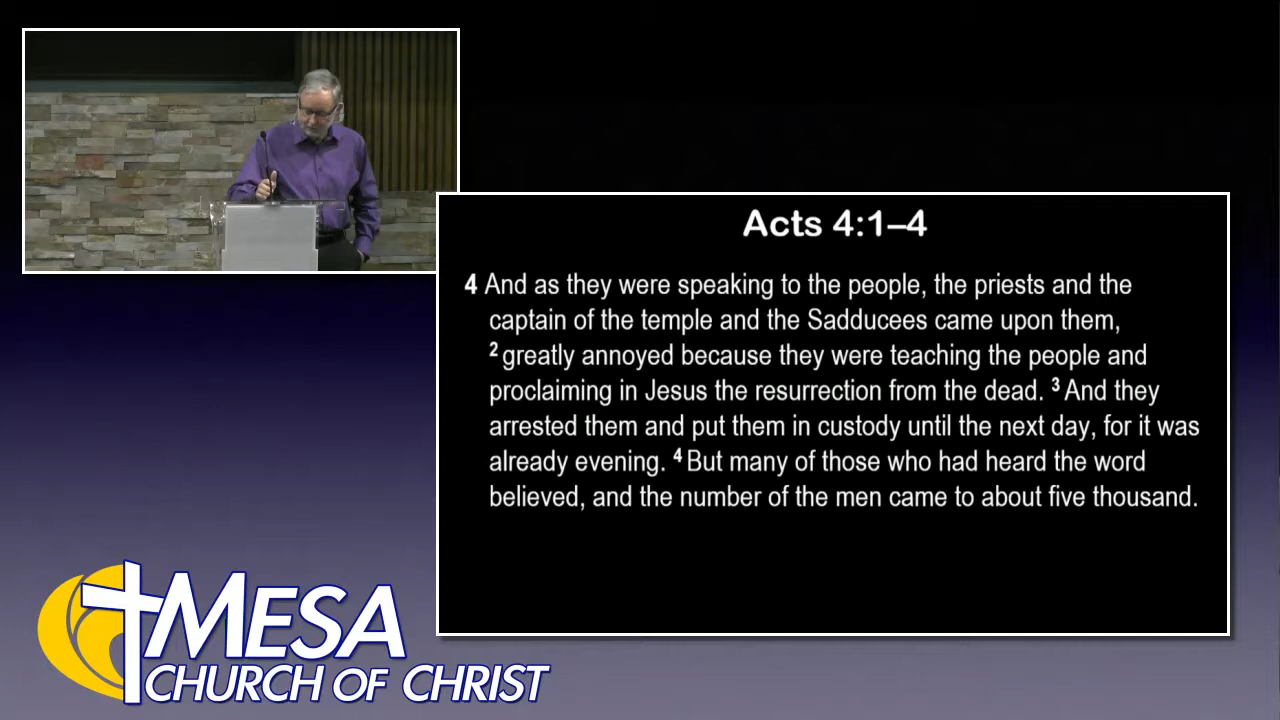 Acts 4:1–4
4 And as they were speaking to the people, the priests and the
captain of the temple and the Sadducees came upon them,
2 greatly annoyed because they were teaching the people and
proclaiming in Jesus the resurrection from the dead. 3 And they
arrested them and put them in custody until the next day, for it was
already evening. 4 But many of those who had heard the word
believed, and the number of the men came to about five thousand.
MESA
CHURCH OF CHRIST